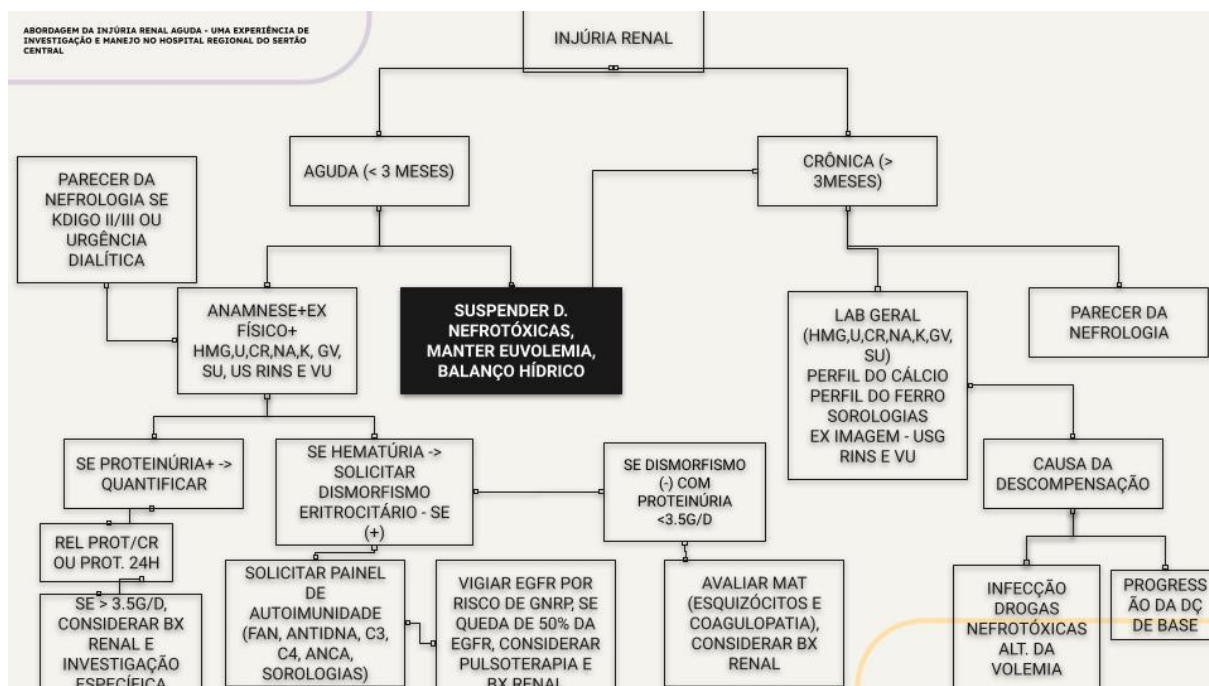 ABORDAGEM DA INJÚRIA RENAL AGUDA - UMA EXPERIÊNCIA DE
INVESTIGAÇÃO E MANEJO NO HOSPITAL REGIONAL DO SERTÃO
CENTRAL
INJÚRIA RENAL
AGUDA (< 3 MESES)
CRÔNICA (>
3MESES)
PARECER DA
NEFROLOGIA SE
KDIGO II/III OU
URGÊNCIA
DIALÍTICA
ANAMNESE+EX
FÍSICO+
HMG,U,CR,NA,K, GV,
SU, US RINS E VU
SUSPENDER D.
NEFROTÓXICAS,
MANTER EUVOLEMIA,
BALANÇO HÍDRICO
LAB GERAL
(HMG,U,CR,NA,K,GV,
SU)
PERFIL DO CÁLCIO
PERFIL DO FERRO
SOROLOGIAS
EX IMAGEM - USG
RINS E VU
PARECER DA
NEFROLOGIA
SE PROTEINÚRIA+ ->
QUANTIFICAR
SE HEMATÚRIA ->
SOLICITAR
DISMORFISMO
ERITROCITÁRIO - SE
(+)
SE DISMORFISMO
(-) COM
PROTEINÚRIA
<3.5G/D
CAUSA DA
DESCOMPENSAÇÃO
REL PROT/CR
OU PROT. 24H
SE > 3.5G/D,
CONSIDERAR BX
RENAL E
INVESTIGAÇÃO
ESPECÍFICA
SOLICITAR PAINEL
DE
AUTOIMUNIDADE
(FAN, ANTIDNA, C3,
C4, ANCA,
SOROLOGIAS)
VIGIAR EGFR POR
RISCO DE GNRP, SE
QUEDA DE 50% DA
EGFR, CONSIDERAR
PULSOTERAPIA E
BX RENAL
AVALIAR MAT
(ESQUIZÓCITOS E
COAGULOPATIA),
CONSIDERAR BX
RENAL
INFECÇÃO
DROGAS
NEFROTÓXICAS
ALT. DA
VOLEMIA
PROGRESS
ÃO DA DÇ
DE BASE